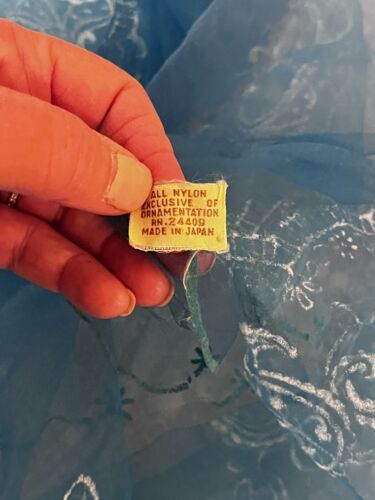 ALL NYLON
EXCLUSIVE OF
ORNAMENTATION
RN.24409
MADE IN JAPAN